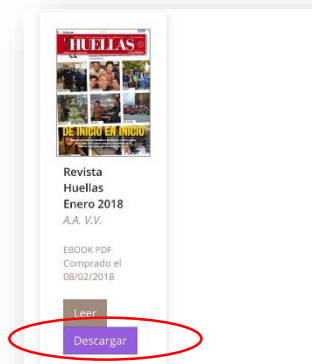 HUELLAS
DE INICIO EN INICIO
Revista
Huellas
Enero 2018
A.A. V.V.
EBOOK PDF
Comprado el
08/02/2018
Leer
Descargar